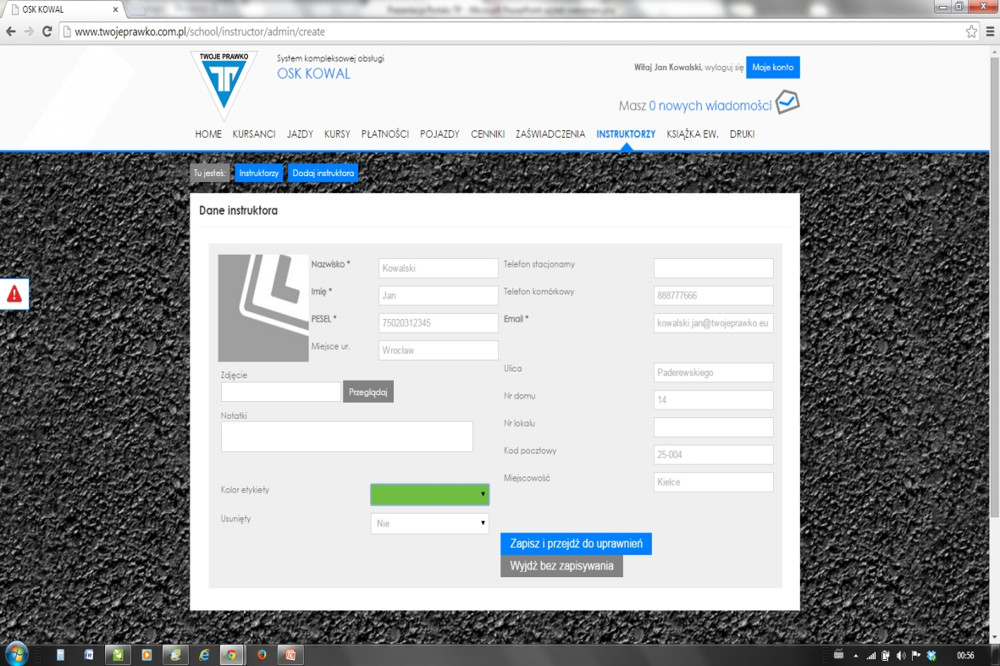 OSK KOWAL
www.twojeprawko.com.pl/school/instructor/admin/create
TWOJE PRAWKO
System kompleksowej obsługi
OSK KOWAL
Witaj Jan Kowalski, wyloguj się Moje konto
Masz 0 nowych wiadomości
HOME KURSANCI JAZDY KURSY PŁATNOŚCI POJAZDY CENNIKI ZAŚWIADCZENIA INSTRUKTORZY KSIĄŻKA EW. DRUKI
Tu jesteś: Instruktorzy Dodaj instruktora
Dane instruktora
Nazwisko * Kowalski Telefon stacjonarny
Imię * Jan Telefon komórkowy 888777666
PESEL * 75020312345 Email * kowalski.jan@twojeprawko.eu
Miejsce ur. Wrocław
Ulica Paderewskiego
Zdjęcie
Przeglądaj
Nr domu 14
Notatki
Nr lokalu
Kod pocztowy 25-004
Miejscowość Kielce
Kolor etykiety
Usunięty Nie
Zapisz i przejdź do uprawnień
Wyjdź bez zapisywania
00:56